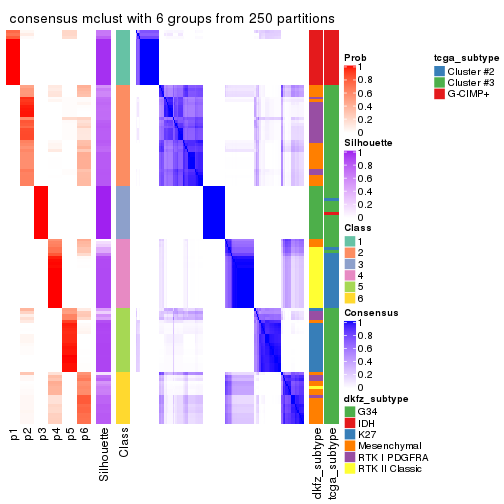 consensus mclust with 6 groups from 250 partitions
Prob
1
0.8
0.6
0.4
0.2
0
Silhouette
1
0.8
0.6
0.4
0.2
0
Class
1
2
3
4
5
6
Consensus
1
0.8
0.6
0.4
0.2
0
dkfz_subtype
G34
IDH
K27
Mesenchymal
RTK I PDGFRA
RTK II Classic
tcga_subtype
Cluster #2
Cluster #3
G-CIMP+
p1
p2
p3
p4
p5
p6
Silhouette
Class
dkfz_subtype
tcga_subtype